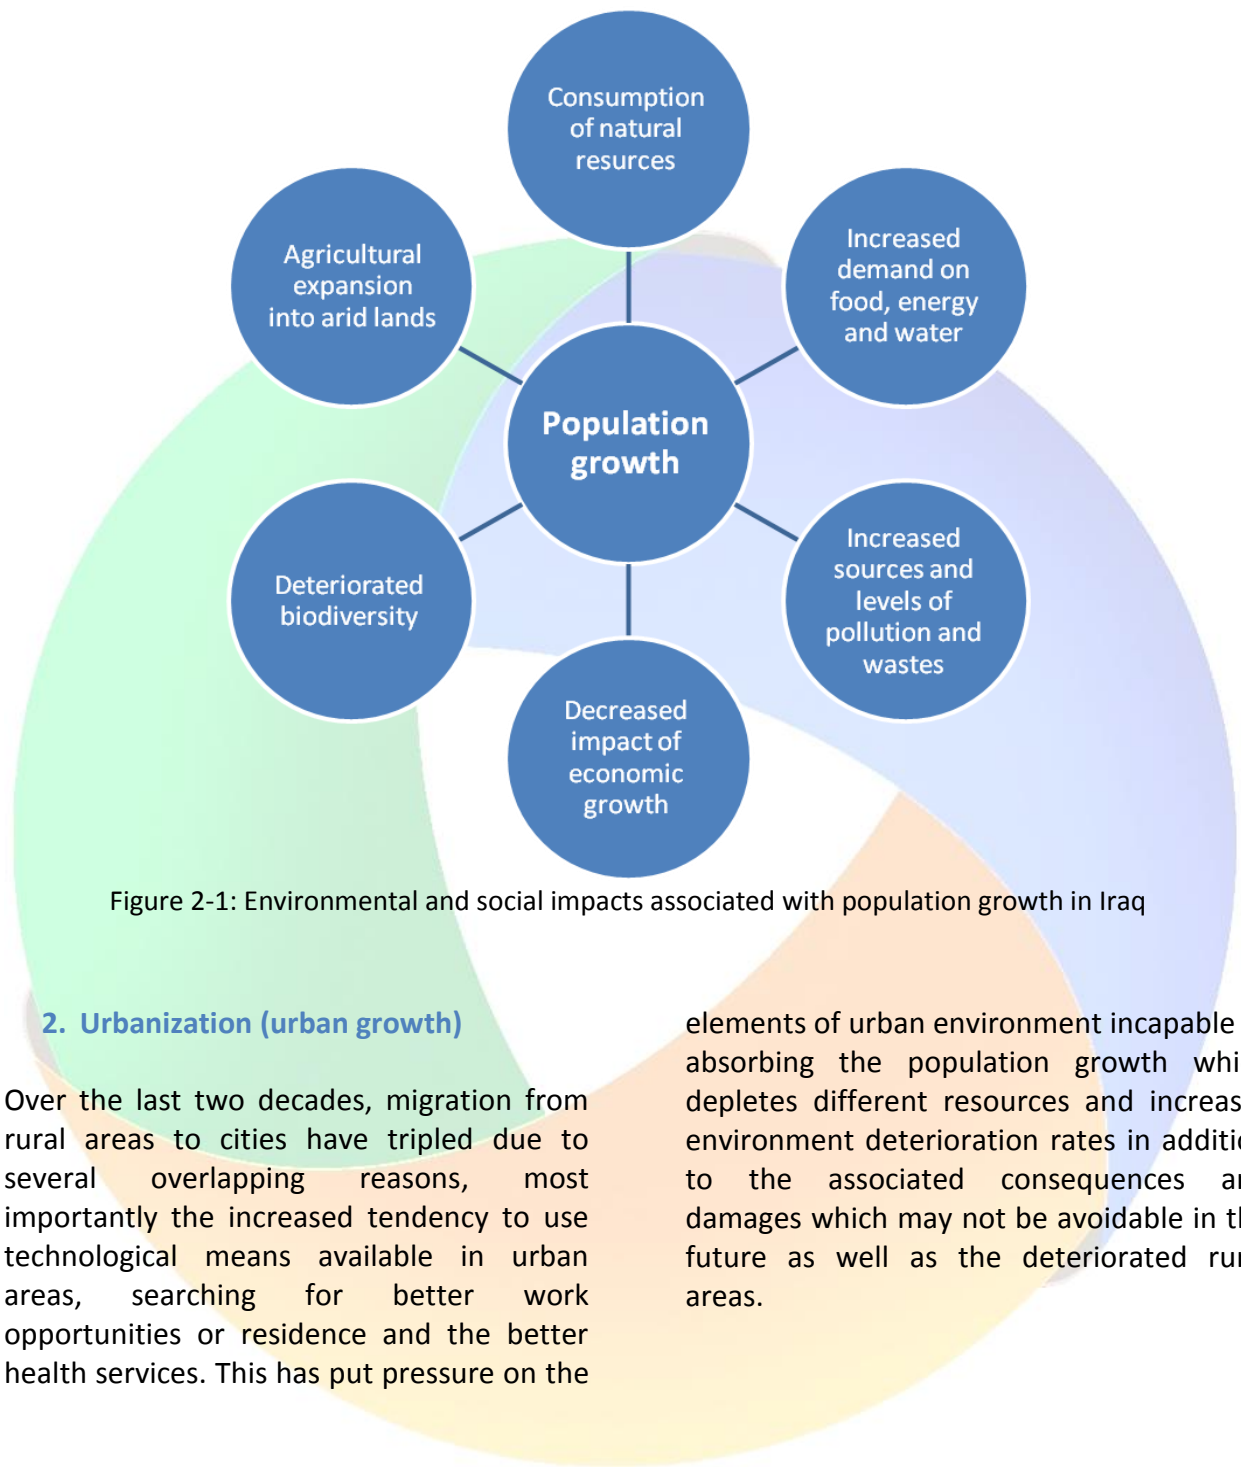 Consumption
of natural
resurces
Increased
demand on
food, energy
and water
Increased
sources and
levels of
pollution and
wastes
Decreased
impact of
economic
growth
Deteriorated
biodiversity
Agricultural
expansion
into arid lands
Population
growth
Figure 2-1: Environmental and social impacts associated with population growth in Iraq
2. Urbanization (urban growth)
Over the last two decades, migration from
rural areas to cities have tripled due to
several overlapping reasons, most
importantly the increased tendency to use
technological means available in urban
areas, searching for better work
opportunities or residence and the better
health services. This has put pressure on the
elements of urban environment incapable
absorbing the population growth whi
depletes different resources and increas
environment deterioration rates in additi
to the associated consequences a
damages which may not be avoidable in t
future as well as the deteriorated rur
areas.